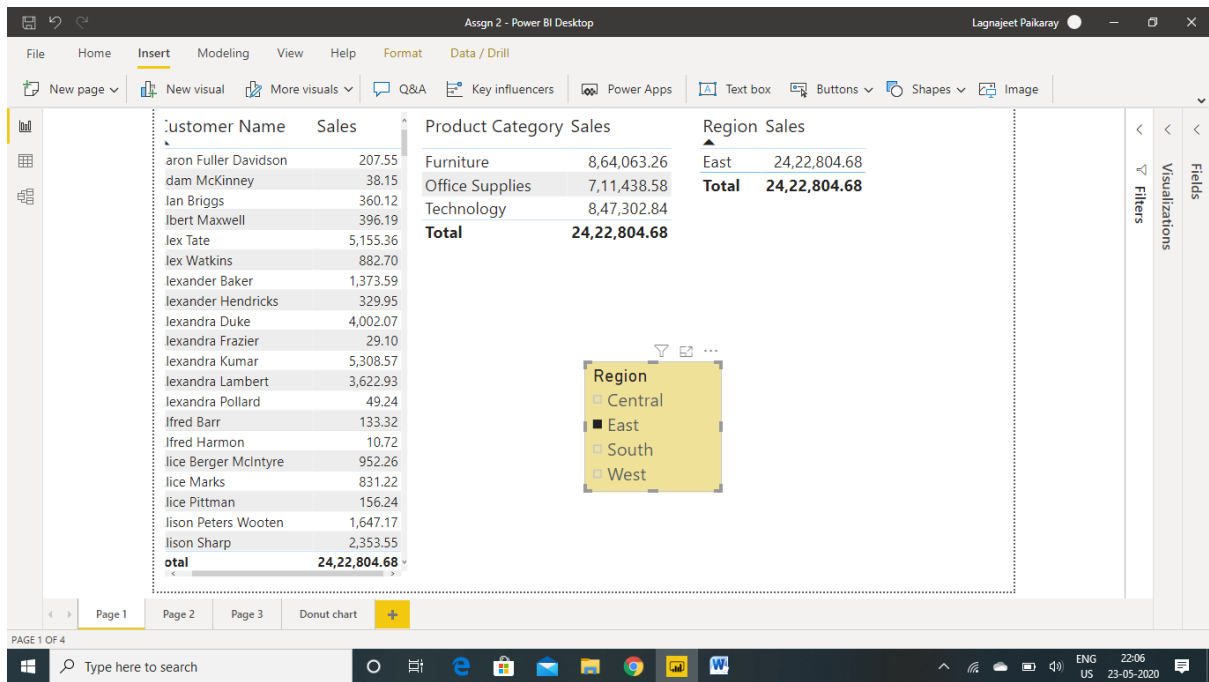 Assgn 2 - Power BI Desktop
Lagnajeet Paikaray
File Home Insert Modeling View Help Format Data / Drill
New page New visual More visuals Q&A Key influencers Power Apps Text box Buttons Shapes Image
Customer Name Sales
aron Fuller Davidson 207.55
dam McKinney 38.15
lan Briggs 360.12
lbert Maxwell 396.19
lex Tate 5,155.36
lex Watkins 882.70
lexander Baker 1,373.59
lexander Hendricks 329.95
lexandra Duke 4,002.07
lexandra Frazier 29.10
lexandra Kumar 5,308.57
lexandra Lambert 3,622.93
lexandra Pollard 49.24
lfred Barr 133.32
lfred Harmon 10.72
lice Berger McIntyre 952.26
lice Marks 831.22
lice Pittman 156.24
lison Peters Wooten 1,647.17
lison Sharp 2,353.55
otal 24,22,804.68
Product Category Sales
Furniture 8,64,063.26
Office Supplies 7,11,438.58
Technology 8,47,302.84
Total 24,22,804.68
Region Sales
East 24,22,804.68
Total 24,22,804.68
Region
Central
East
South
West
Filters
Visualizations
Fields
Page 1 Page 2 Page 3 Donut chart +
PAGE 1 OF 4
Type here to search
ENG
US
22:06
23-05-2020